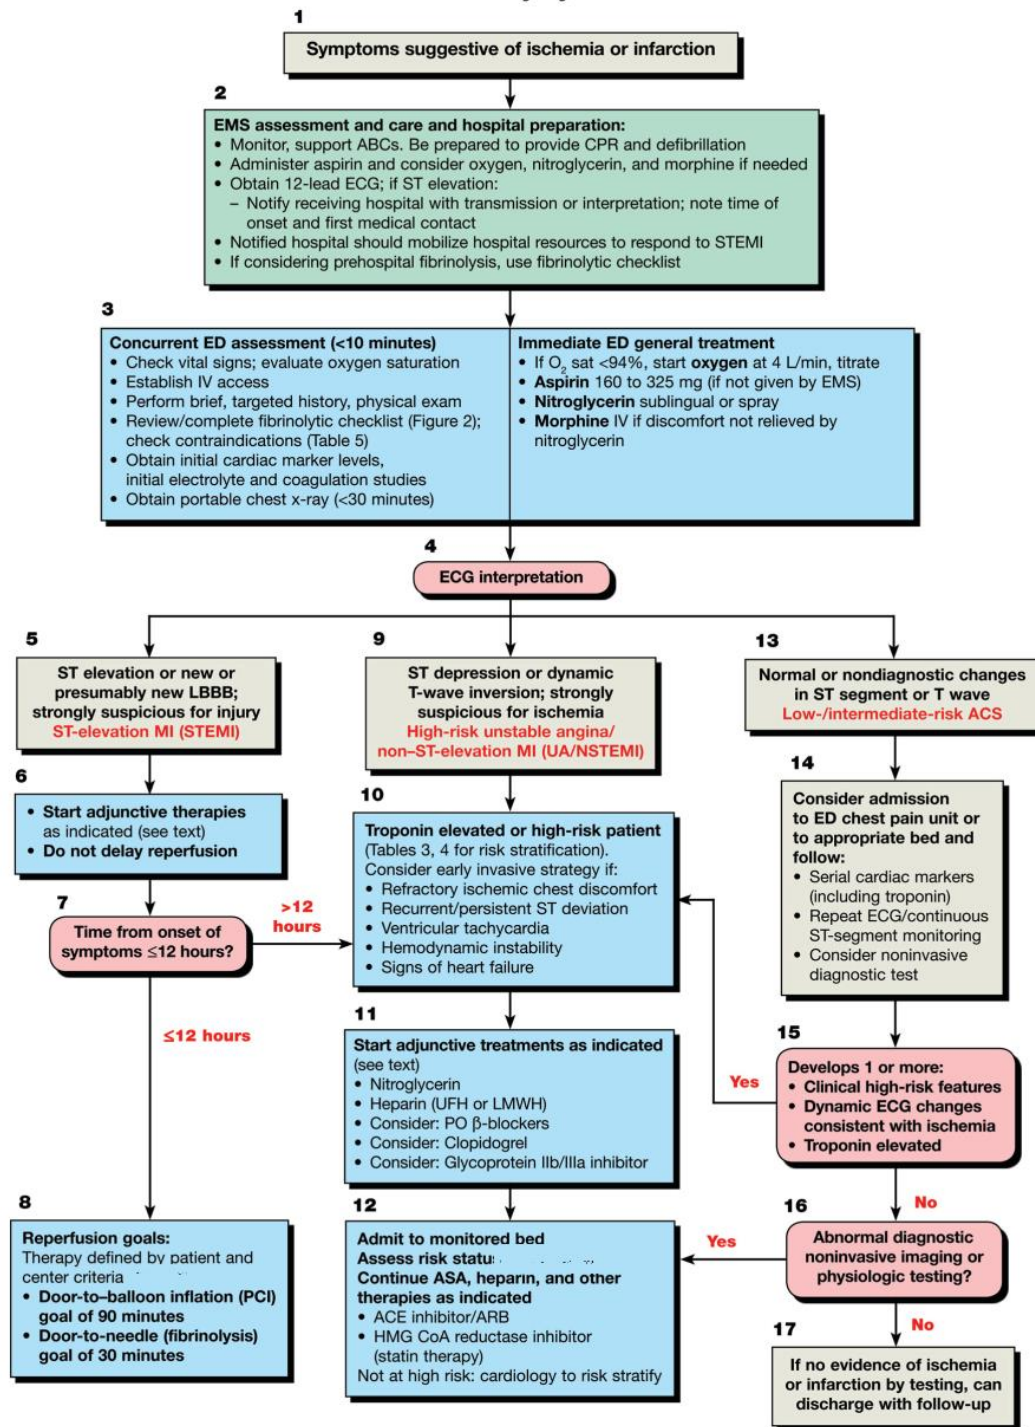 1
Symptoms suggestive of ischemia or infarction
2
EMS assessment and care and hospital preparation:
• Monitor, support ABCs. Be prepared to provide CPR and defibrillation
• Administer aspirin and consider oxygen, nitroglycerin, and morphine if needed
• Obtain 12-lead ECG; if ST elevation:
– Notify receiving hospital with transmission or interpretation; note time of
onset and first medical contact
• Notified hospital should mobilize hospital resources to respond to STEMI
• If considering prehospital fibrinolysis, use fibrinolytic checklist
3
Concurrent ED assessment (<10 minutes)
• Check vital signs; evaluate oxygen saturation
• Establish IV access
• Perform brief, targeted history, physical exam
• Review/complete fibrinolytic checklist (Figure 2);
check contraindications (Table 5)
• Obtain initial cardiac marker levels,
initial electrolyte and coagulation studies
• Obtain portable chest x-ray (<30 minutes)
Immediate ED general treatment
• If O₂ sat <94%, start oxygen at 4 L/min, titrate
• Aspirin 160 to 325 mg (if not given by EMS)
• Nitroglycerin sublingual or spray
• Morphine IV if discomfort not relieved by
nitroglycerin
4
ECG interpretation
5
ST elevation or new or
presumably new LBBB;
strongly suspicious for injury
ST-elevation MI (STEMI)
6
• Start adjunctive therapies
as indicated (see text)
• Do not delay reperfusion
7
Time from onset of
symptoms ≤12 hours?
>12
hours
≤12 hours
8
Reperfusion goals:
Therapy defined by patient and
center criteria
• Door-to–balloon inflation (PCI)
goal of 90 minutes
• Door-to-needle (fibrinolysis)
goal of 30 minutes
9
ST depression or dynamic
T-wave inversion; strongly
suspicious for ischemia
High-risk unstable angina/
non–ST-elevation MI (UA/NSTEMI)
10
Troponin elevated or high-risk patient
(Tables 3, 4 for risk stratification).
Consider early invasive strategy if:
• Refractory ischemic chest discomfort
• Recurrent/persistent ST deviation
• Ventricular tachycardia
• Hemodynamic instability
• Signs of heart failure
11
Start adjunctive treatments as indicated
(see text)
• Nitroglycerin
• Heparin (UFH or LMWH)
• Consider: PO β-blockers
• Consider: Clopidogrel
• Consider: Glycoprotein IIb/IIIa inhibitor
12
Admit to monitored bed
Assess risk status
Continue ASA, heparin, and other
therapies as indicated
• ACE inhibitor/ARB
• HMG CoA reductase inhibitor
(statin therapy)
Not at high risk: cardiology to risk stratify
13
Normal or nondiagnostic changes
in ST segment or T wave
Low-/intermediate-risk ACS
14
Consider admission
to ED chest pain unit or
to appropriate bed and
follow:
• Serial cardiac markers
(including troponin)
• Repeat ECG/continuous
ST-segment monitoring
• Consider noninvasive
diagnostic test
15
Develops 1 or more:
• Clinical high-risk features
• Dynamic ECG changes
consistent with ischemia
• Troponin elevated
Yes
No
16
Abnormal diagnostic
noninvasive imaging or
physiologic testing?
Yes
No
17
If no evidence of ischemia
or infarction by testing, can
discharge with follow-up